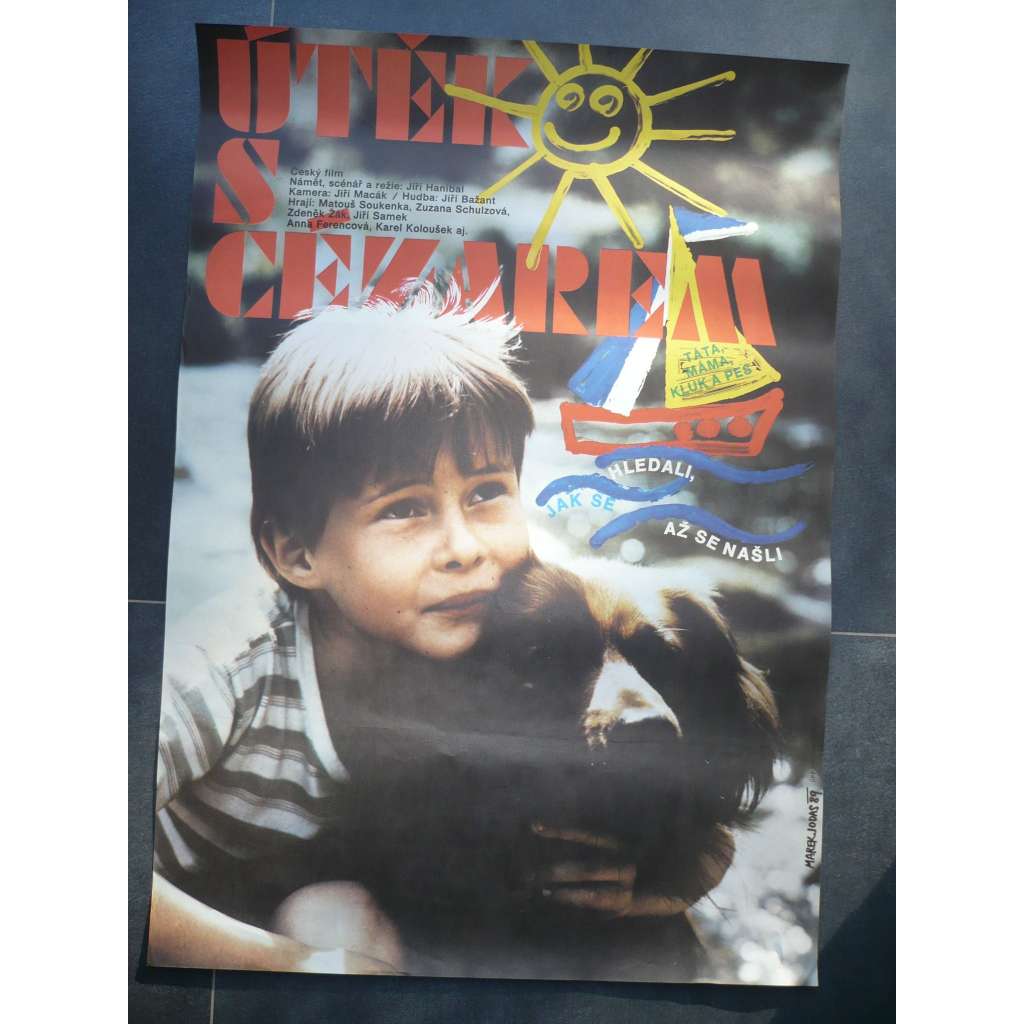 ÚTĚK
S
CÉZAREM
Český film
Námět, scénář a režie: Jiří Hanibal
Kamera: Jiří Macák / Hudba: Jiří Bažant
Hrají: Matouš Soukenka, Zuzana Schulzová,
Zdeněk Žák, Jiří Samek
Anna Ferencová, Karel Koloušek aj.
TÁTA,
MÁMA,
KLUK A PES
HLEDALI,
JAK SE
AŽ SE NAŠLI
MAREK JODAS 89